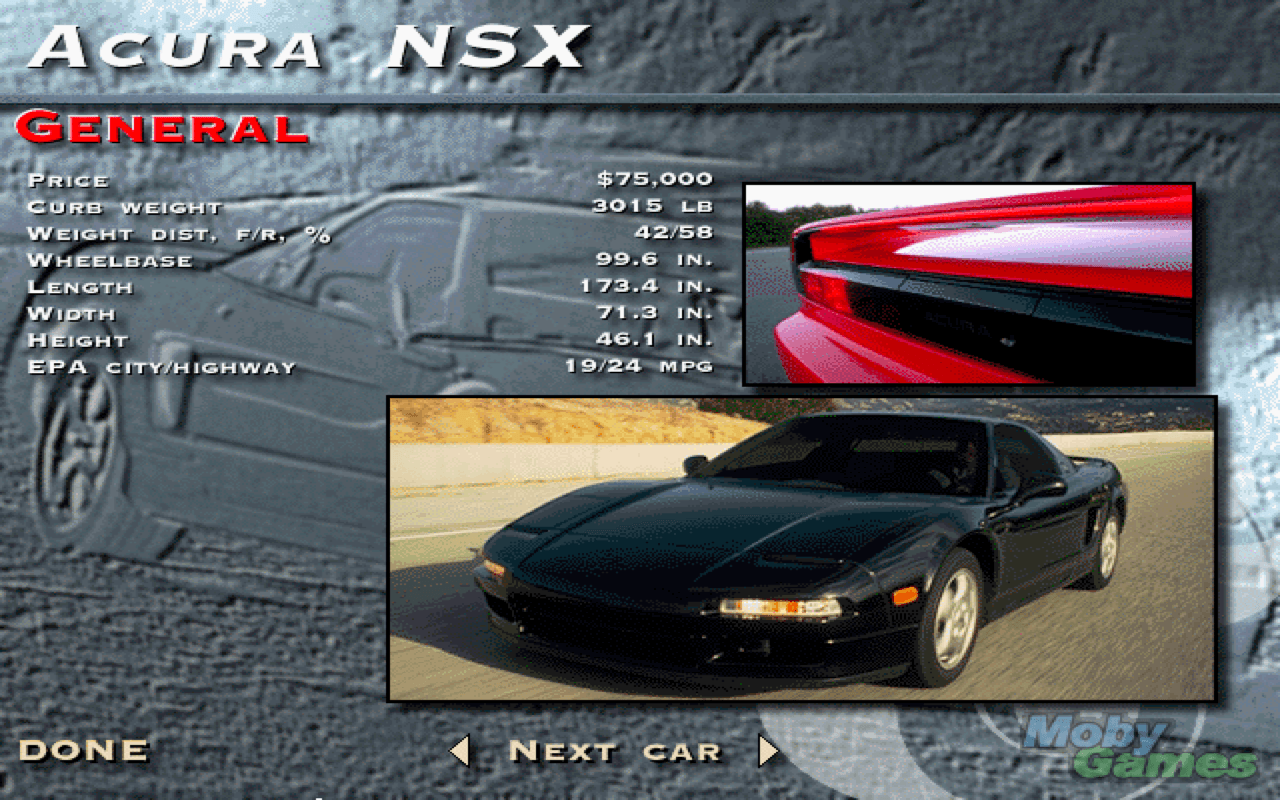 Acura NSX
General
Price $75,000
Curb weight 3015 lb
Weight dist, f/r, % 42/58
Wheelbase 99.6 in.
Length 173.4 in.
Width 71.3 in.
Height 46.1 in.
EPA city/highway 19/24 mpg
DONE
Next car
Moby
Games